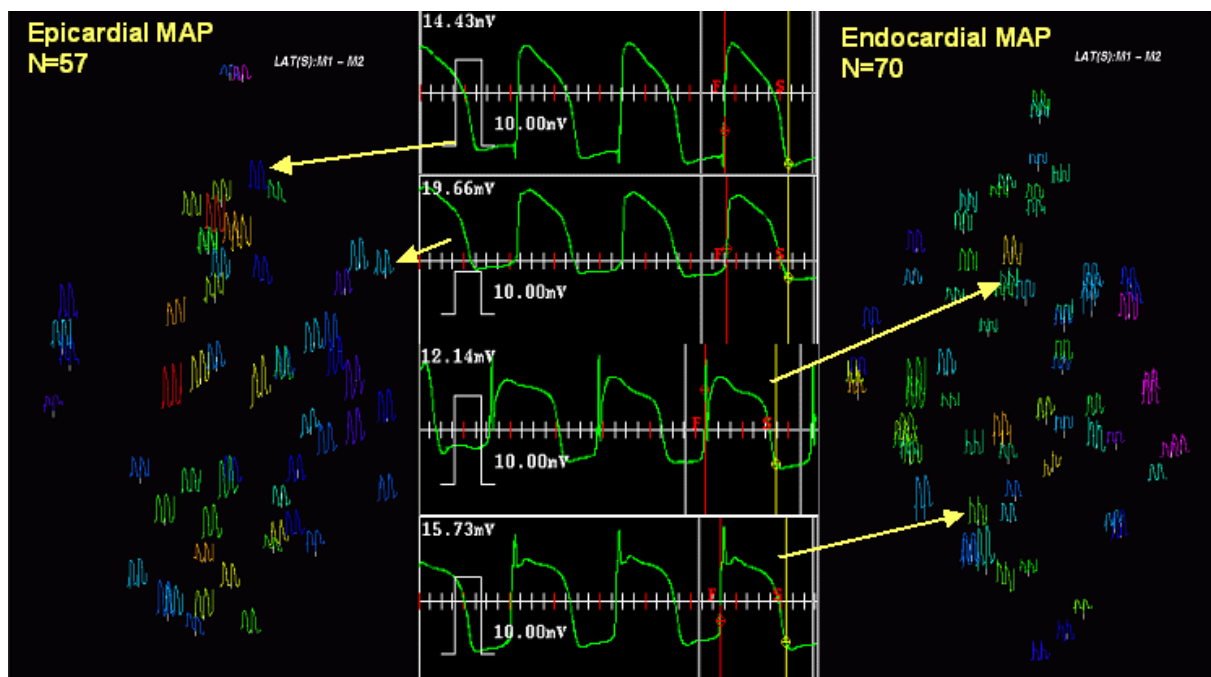 Epicardial MAP
N=57
LAT(S):M1 – M2
14.43mV
F
S
10.00mV
19.66mV
F
S
10.00mV
12.14mV
F
S
10.00mV
15.73mV
F
S
10.00mV
Endocardial MAP
N=70
LAT(S):M1 – M2